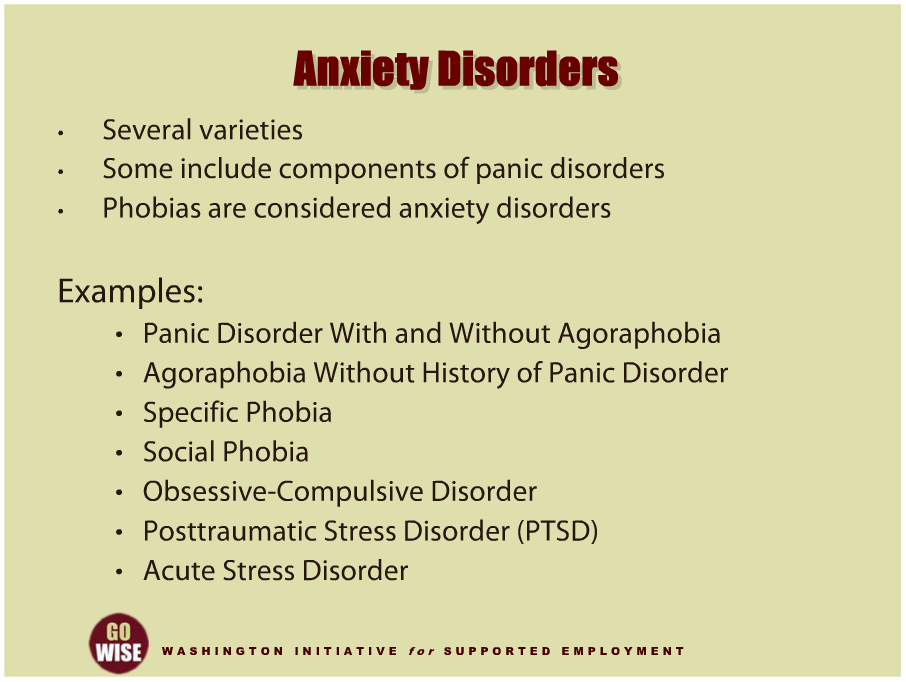 Anxiety Disorders
• Several varieties
• Some include components of panic disorders
• Phobias are considered anxiety disorders
Examples:
• Panic Disorder With and Without Agoraphobia
• Agoraphobia Without History of Panic Disorder
• Specific Phobia
• Social Phobia
• Obsessive-Compulsive Disorder
• Posttraumatic Stress Disorder (PTSD)
• Acute Stress Disorder
GO
WISE
WASHINGTON INITIATIVE for SUPPORTED EMPLOYMENT